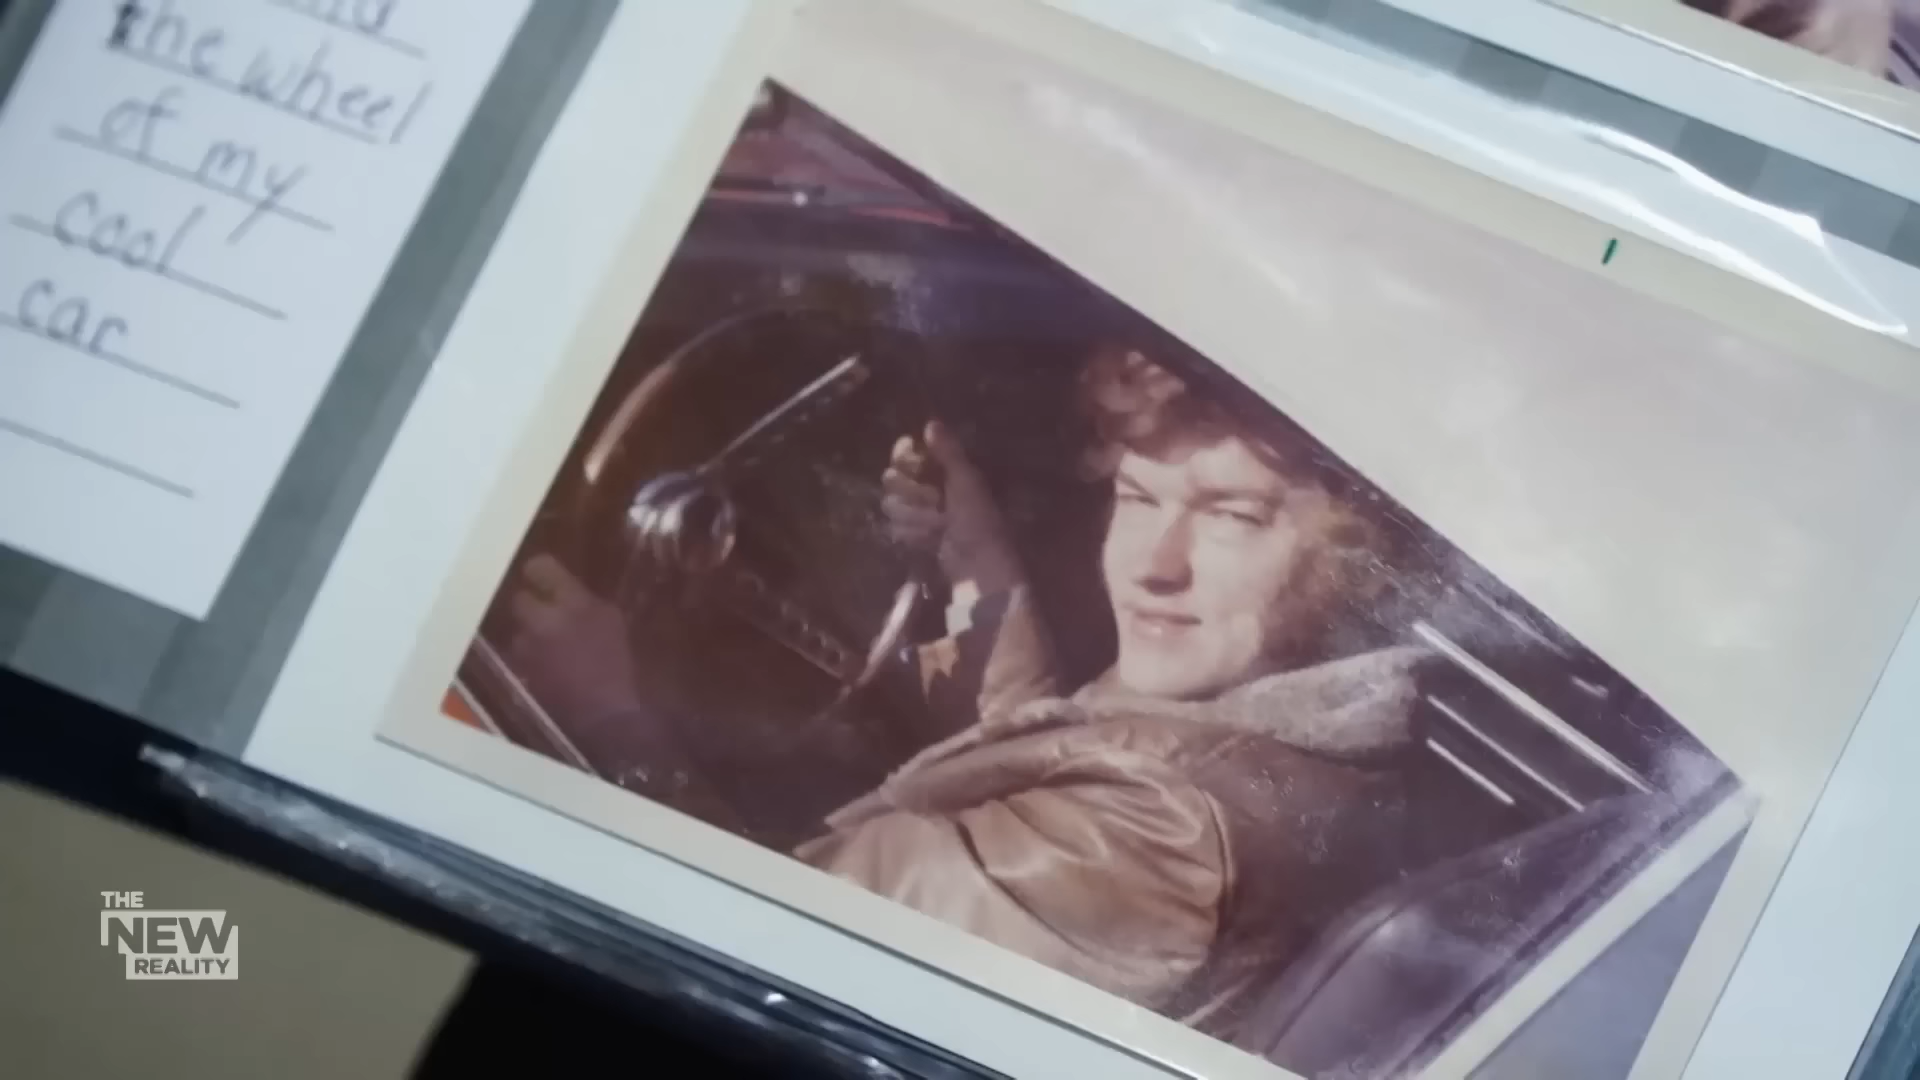 the wheel
of my
cool
car
THE
NEW
REALITY